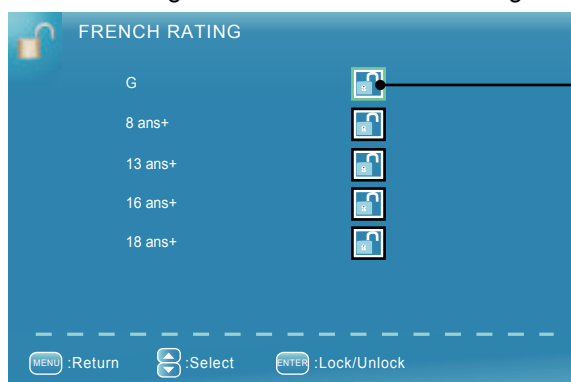 FRENCH RATING
G
8 ans+
13 ans+
16 ans+
18 ans+
MENU :Return :Select ENTER :Lock/Unlock